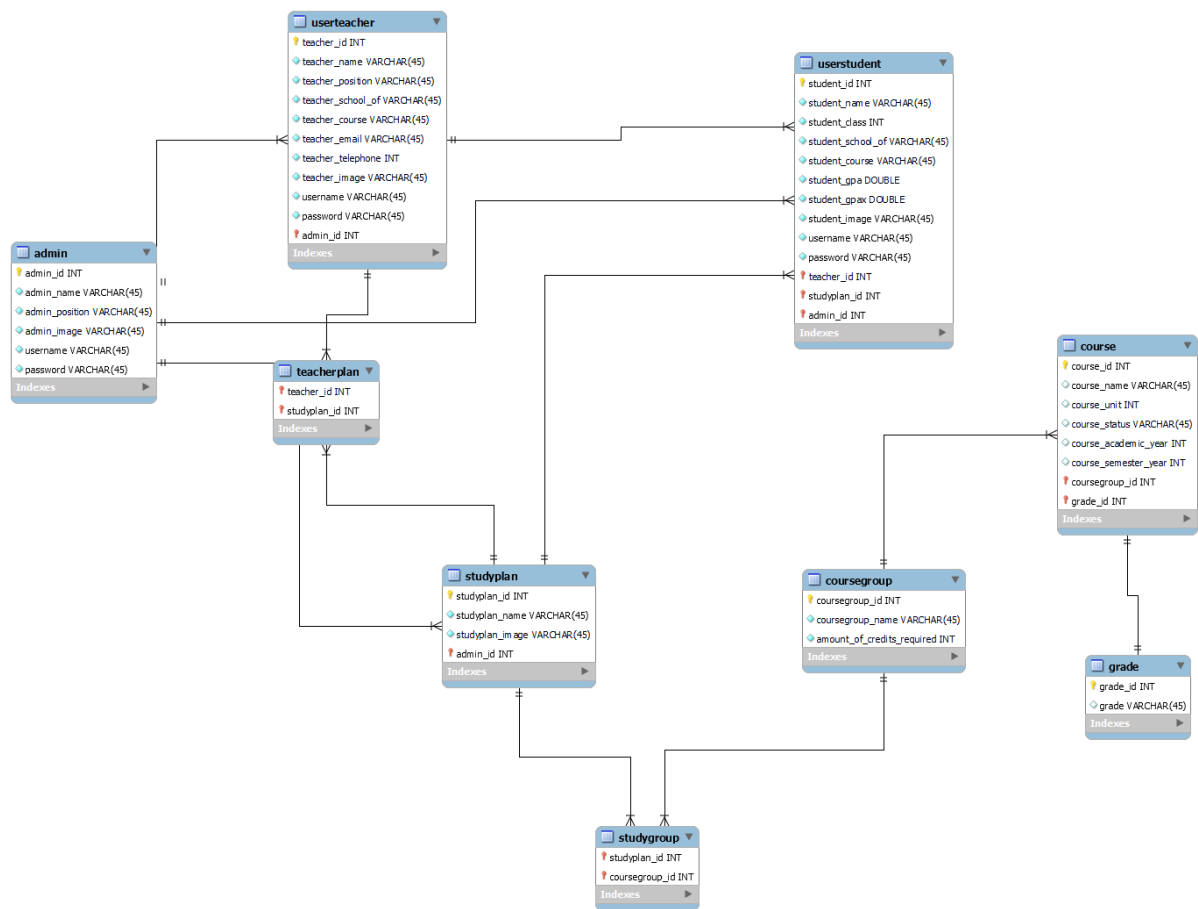 userteacher
teacher_id INT
teacher_name VARCHAR(45)
teacher_position VARCHAR(45)
teacher_school_of VARCHAR(45)
teacher_course VARCHAR(45)
teacher_email VARCHAR(45)
teacher_telephone INT
teacher_image VARCHAR(45)
username VARCHAR(45)
password VARCHAR(45)
admin_id INT
Indexes
userstudent
student_id INT
student_name VARCHAR(45)
student_class INT
student_school_of VARCHAR(45)
student_course VARCHAR(45)
student_gpa DOUBLE
student_gpax DOUBLE
student_image VARCHAR(45)
username VARCHAR(45)
password VARCHAR(45)
teacher_id INT
studyplan_id INT
admin_id INT
Indexes
admin
admin_id INT
admin_name VARCHAR(45)
admin_position VARCHAR(45)
admin_image VARCHAR(45)
username VARCHAR(45)
password VARCHAR(45)
Indexes
teacherplan
teacher_id INT
studyplan_id INT
Indexes
course
course_id INT
course_name VARCHAR(45)
course_unit INT
course_status VARCHAR(45)
course_academic_year INT
course_semester_year INT
coursegroup_id INT
grade_id INT
Indexes
studyplan
studyplan_id INT
studyplan_name VARCHAR(45)
studyplan_image VARCHAR(45)
admin_id INT
Indexes
coursegroup
coursegroup_id INT
coursegroup_name VARCHAR(45)
amount_of_credits_required INT
Indexes
grade
grade_id INT
grade VARCHAR(45)
Indexes
studygroup
studyplan_id INT
coursegroup_id INT
Indexes